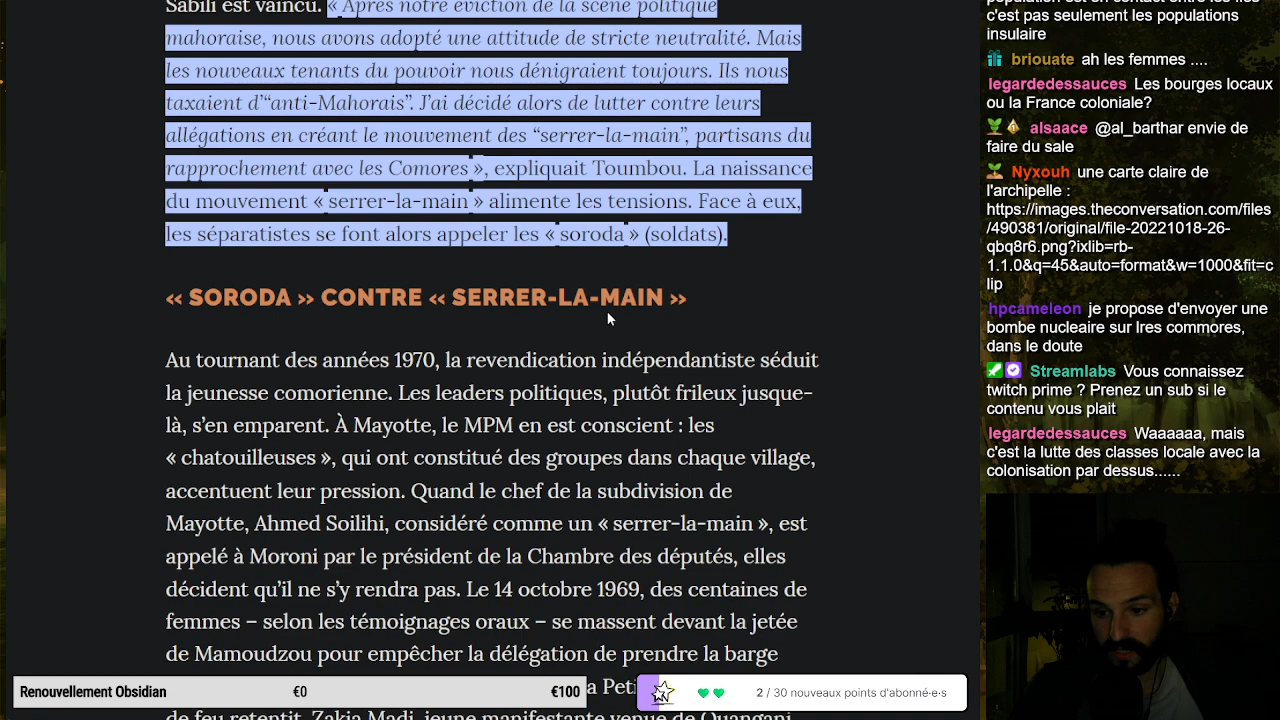 Sabili est vaincu. « Après notre éviction de la scène politique
mahoraise, nous avons adopté une attitude de stricte neutralité. Mais
les nouveaux tenants du pouvoir nous dénigraient toujours. Ils nous
taxaient d’“anti-Mahorais”. J’ai décidé alors de lutter contre leurs
allégations en créant le mouvement des “serrer-la-main”, partisans du
rapprochement avec les Comores », expliquait Toumbou. La naissance
du mouvement « serrer-la-main » alimente les tensions. Face à eux,
les séparatistes se font alors appeler les « soroda » (soldats).
« SORODA » CONTRE « SERRER-LA-MAIN »
Au tournant des années 1970, la revendication indépendantiste séduit
la jeunesse comorienne. Les leaders politiques, plutôt frileux jusque-
là, s’en emparent. À Mayotte, le MPM en est conscient : les
« chatouilleuses », qui ont constitué des groupes dans chaque village,
accentuent leur pression. Quand le chef de la subdivision de
Mayotte, Ahmed Soilihi, considéré comme un « serrer-la-main », est
appelé à Moroni par le président de la Chambre des députés, elles
décident qu’il ne s’y rendra pas. Le 14 octobre 1969, des centaines de
femmes – selon les témoignages oraux – se massent devant la jetée
de Mamoudzou pour empêcher la délégation de prendre la barge
de feu retentit. Zakia Madi, jeune manifestante venue de Ouangani
Renouvellement Obsidian €0 €100
2 / 30 nouveaux points d'abonné·e·s
population est en contact entre les îles
c'est pas seulement les populations
insulaire
briouate ah les femmes ....
legardedessauces Les bourges locaux
ou la France coloniale?
alsaace @al_barthar envie de
faire du sale
Nyxouh une carte claire de
l'archipelle :
https://images.theconversation.com/files
/490381/original/file-20221018-26-
qbq8r6.png?ixlib=rb-
1.1.0&q=45&auto=format&w=1000&fit=c
lip
hpcameleon je propose d'envoyer une
bombe nucleaire sur lres commores,
dans le doute
Streamlabs Vous connaissez
twitch prime ? Prenez un sub si le
contenu vous plait
legardedessauces Waaaaaa, mais
c'est la lutte des classes locale avec la
colonisation par dessus......